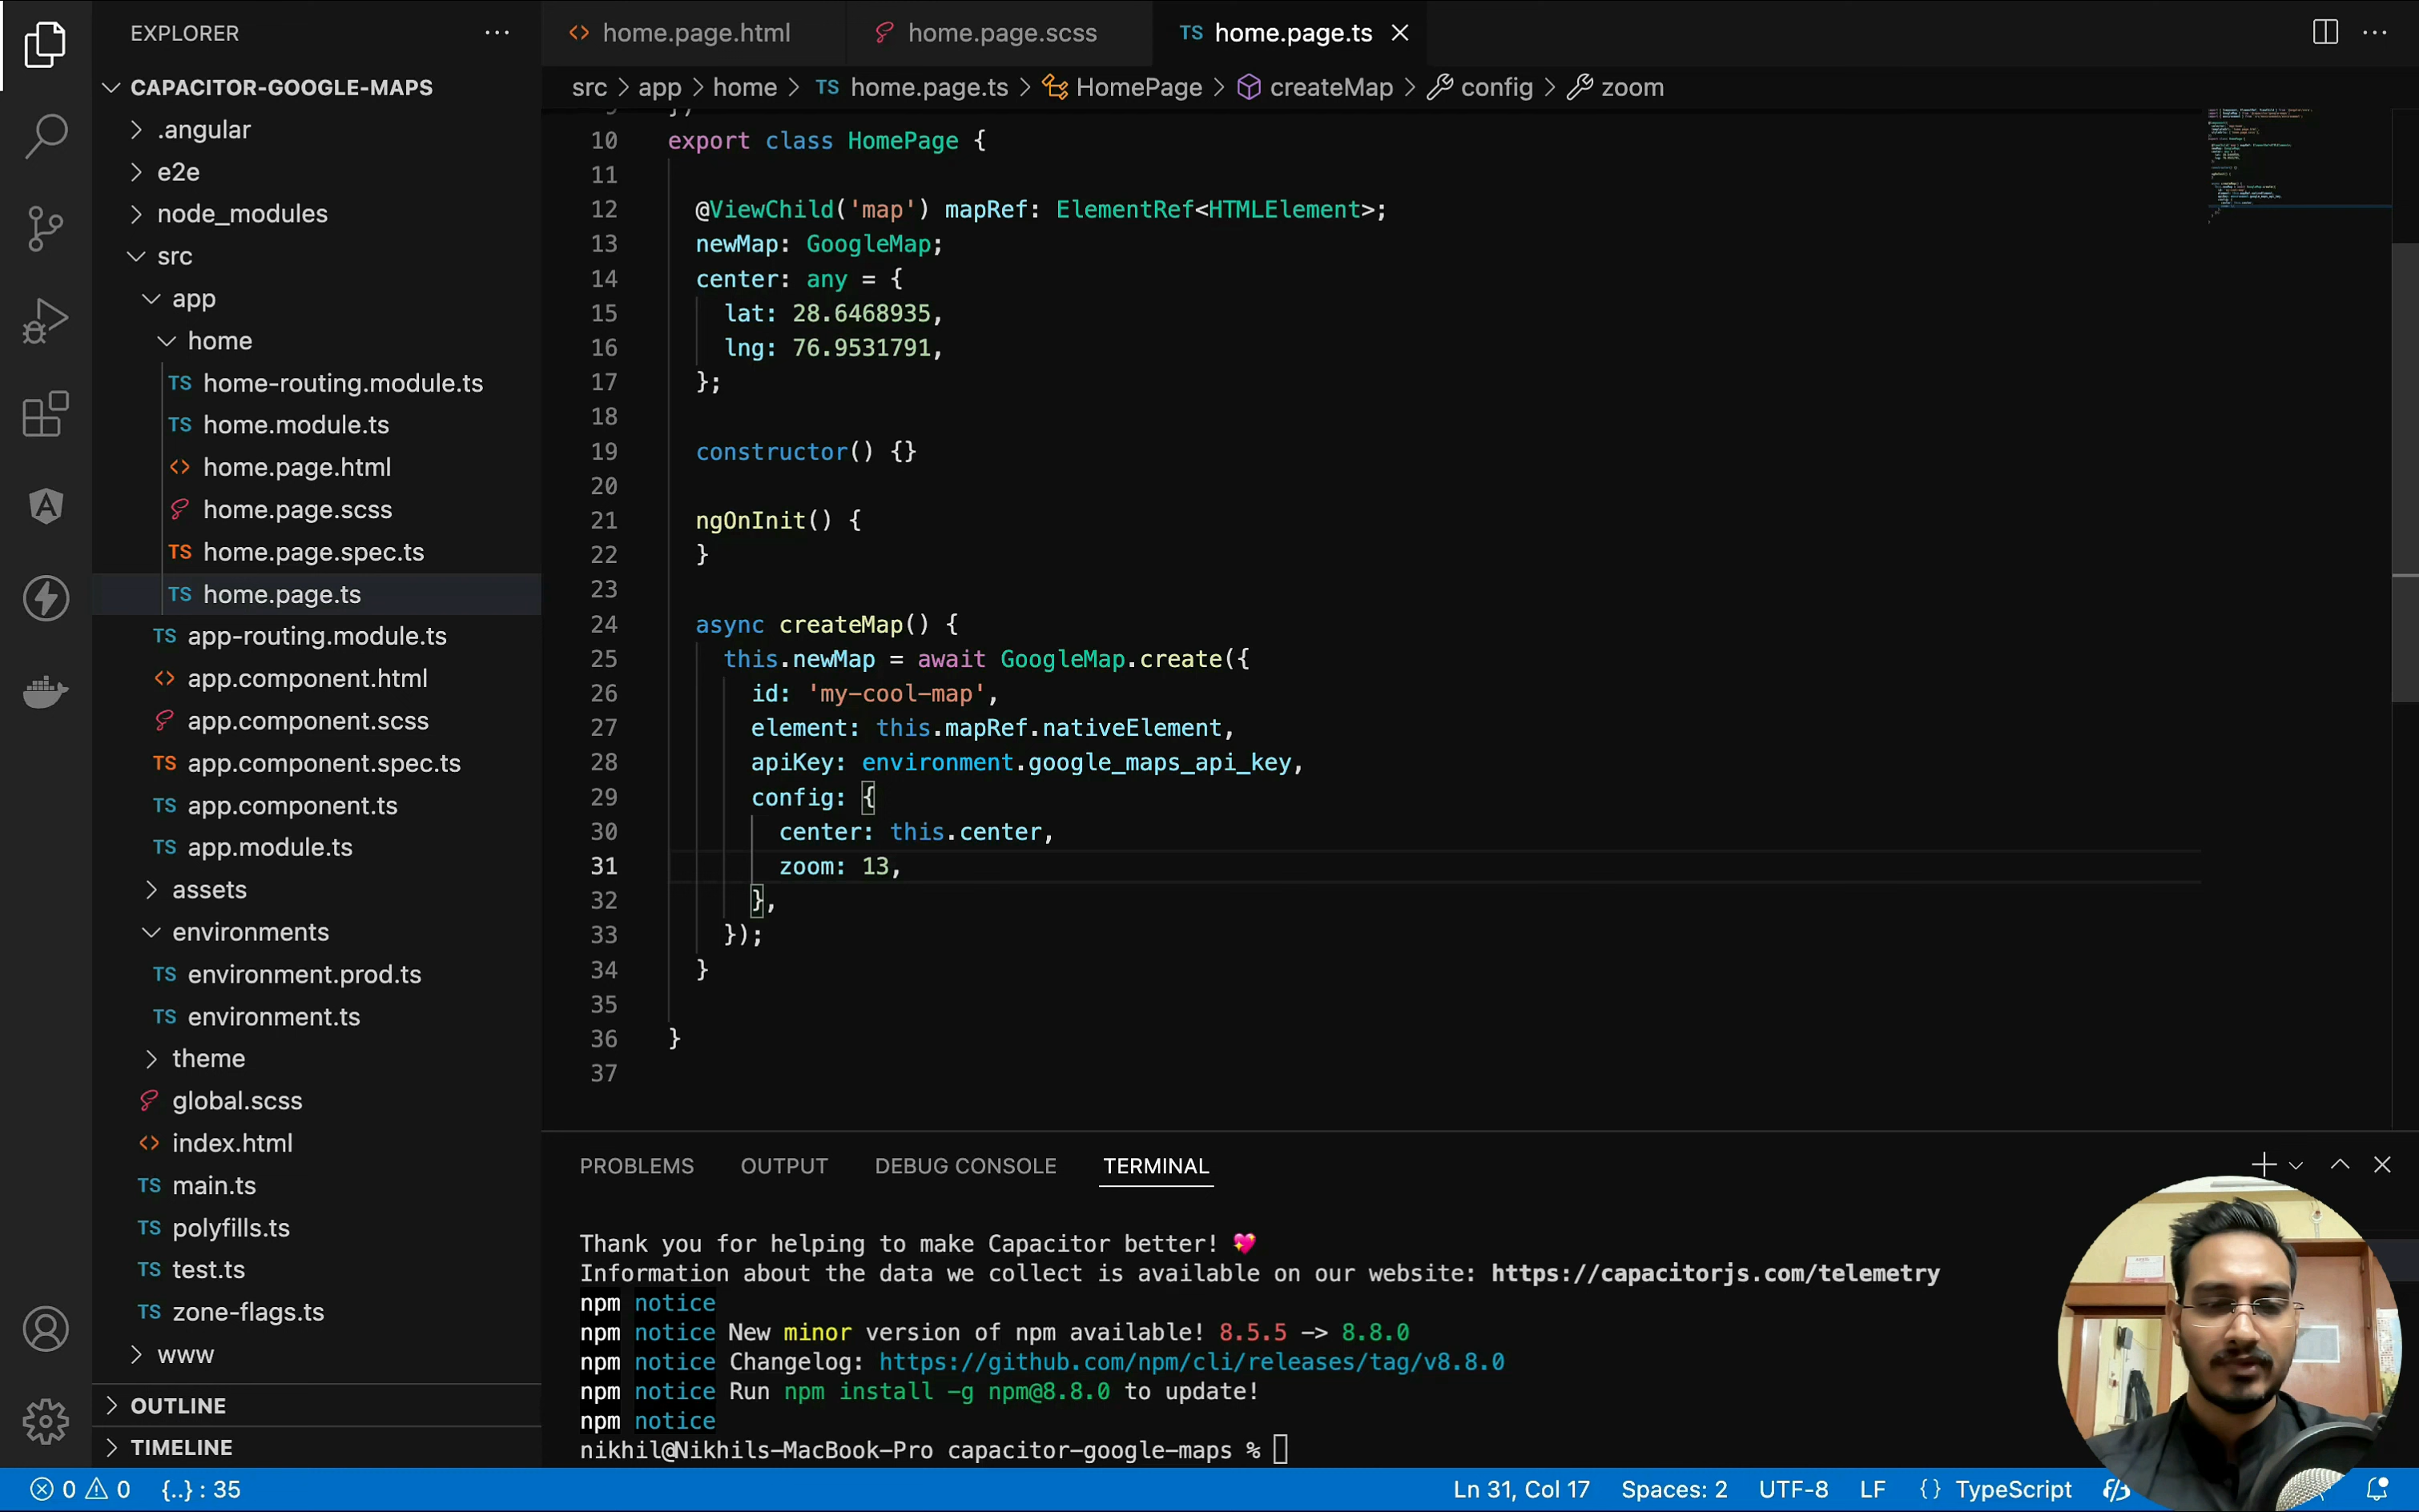 EXPLORER
home.page.html
home.page.scss
TS home.page.ts
CAPACITOR-GOOGLE-MAPS
src > app > home > TS home.page.ts > HomePage > createMap > config > zoom
.angular
e2e
node_modules
src
app
home
TS home-routing.module.ts
TS home.module.ts
home.page.html
home.page.scss
TS home.page.spec.ts
TS home.page.ts
TS app-routing.module.ts
app.component.html
app.component.scss
TS app.component.spec.ts
TS app.component.ts
TS app.module.ts
assets
environments
TS environment.prod.ts
TS environment.ts
theme
global.scss
index.html
TS main.ts
TS polyfills.ts
TS test.ts
TS zone-flags.ts
www
OUTLINE
TIMELINE
10 export class HomePage {
11
12 @ViewChild('map') mapRef: ElementRef<HTMLElement>;
13 newMap: GoogleMap;
14 center: any = {
15 lat: 28.6468935,
16 lng: 76.9531791,
17 };
18
19 constructor() {}
20
21 ngOnInit() {
22 }
23
24 async createMap() {
25 this.newMap = await GoogleMap.create({
26 id: 'my-cool-map',
27 element: this.mapRef.nativeElement,
28 apiKey: environment.google_maps_api_key,
29 config: {
30 center: this.center,
31 zoom: 13,
32 },
33 });
34 }
35
36 }
37
PROBLEMS OUTPUT DEBUG CONSOLE TERMINAL
Thank you for helping to make Capacitor better! 💖
Information about the data we collect is available on our website: https://capacitorjs.com/telemetry
npm notice
npm notice New minor version of npm available! 8.5.5 -> 8.8.0
npm notice Changelog: https://github.com/npm/cli/releases/tag/v8.8.0
npm notice Run npm install -g npm@8.8.0 to update!
npm notice
nikhil@Nikhils-MacBook-Pro capacitor-google-maps %
0 0 {..} : 35
Ln 31, Col 17 Spaces: 2 UTF-8 LF {} TypeScript